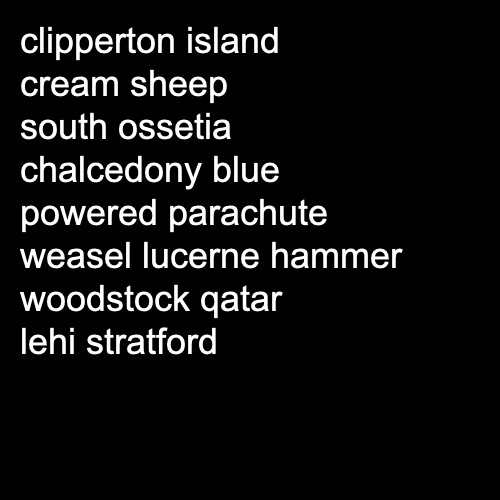 clipperton island
cream sheep
south ossetia
chalcedony blue
powered parachute
weasel lucerne hammer
woodstock qatar
lehi stratford